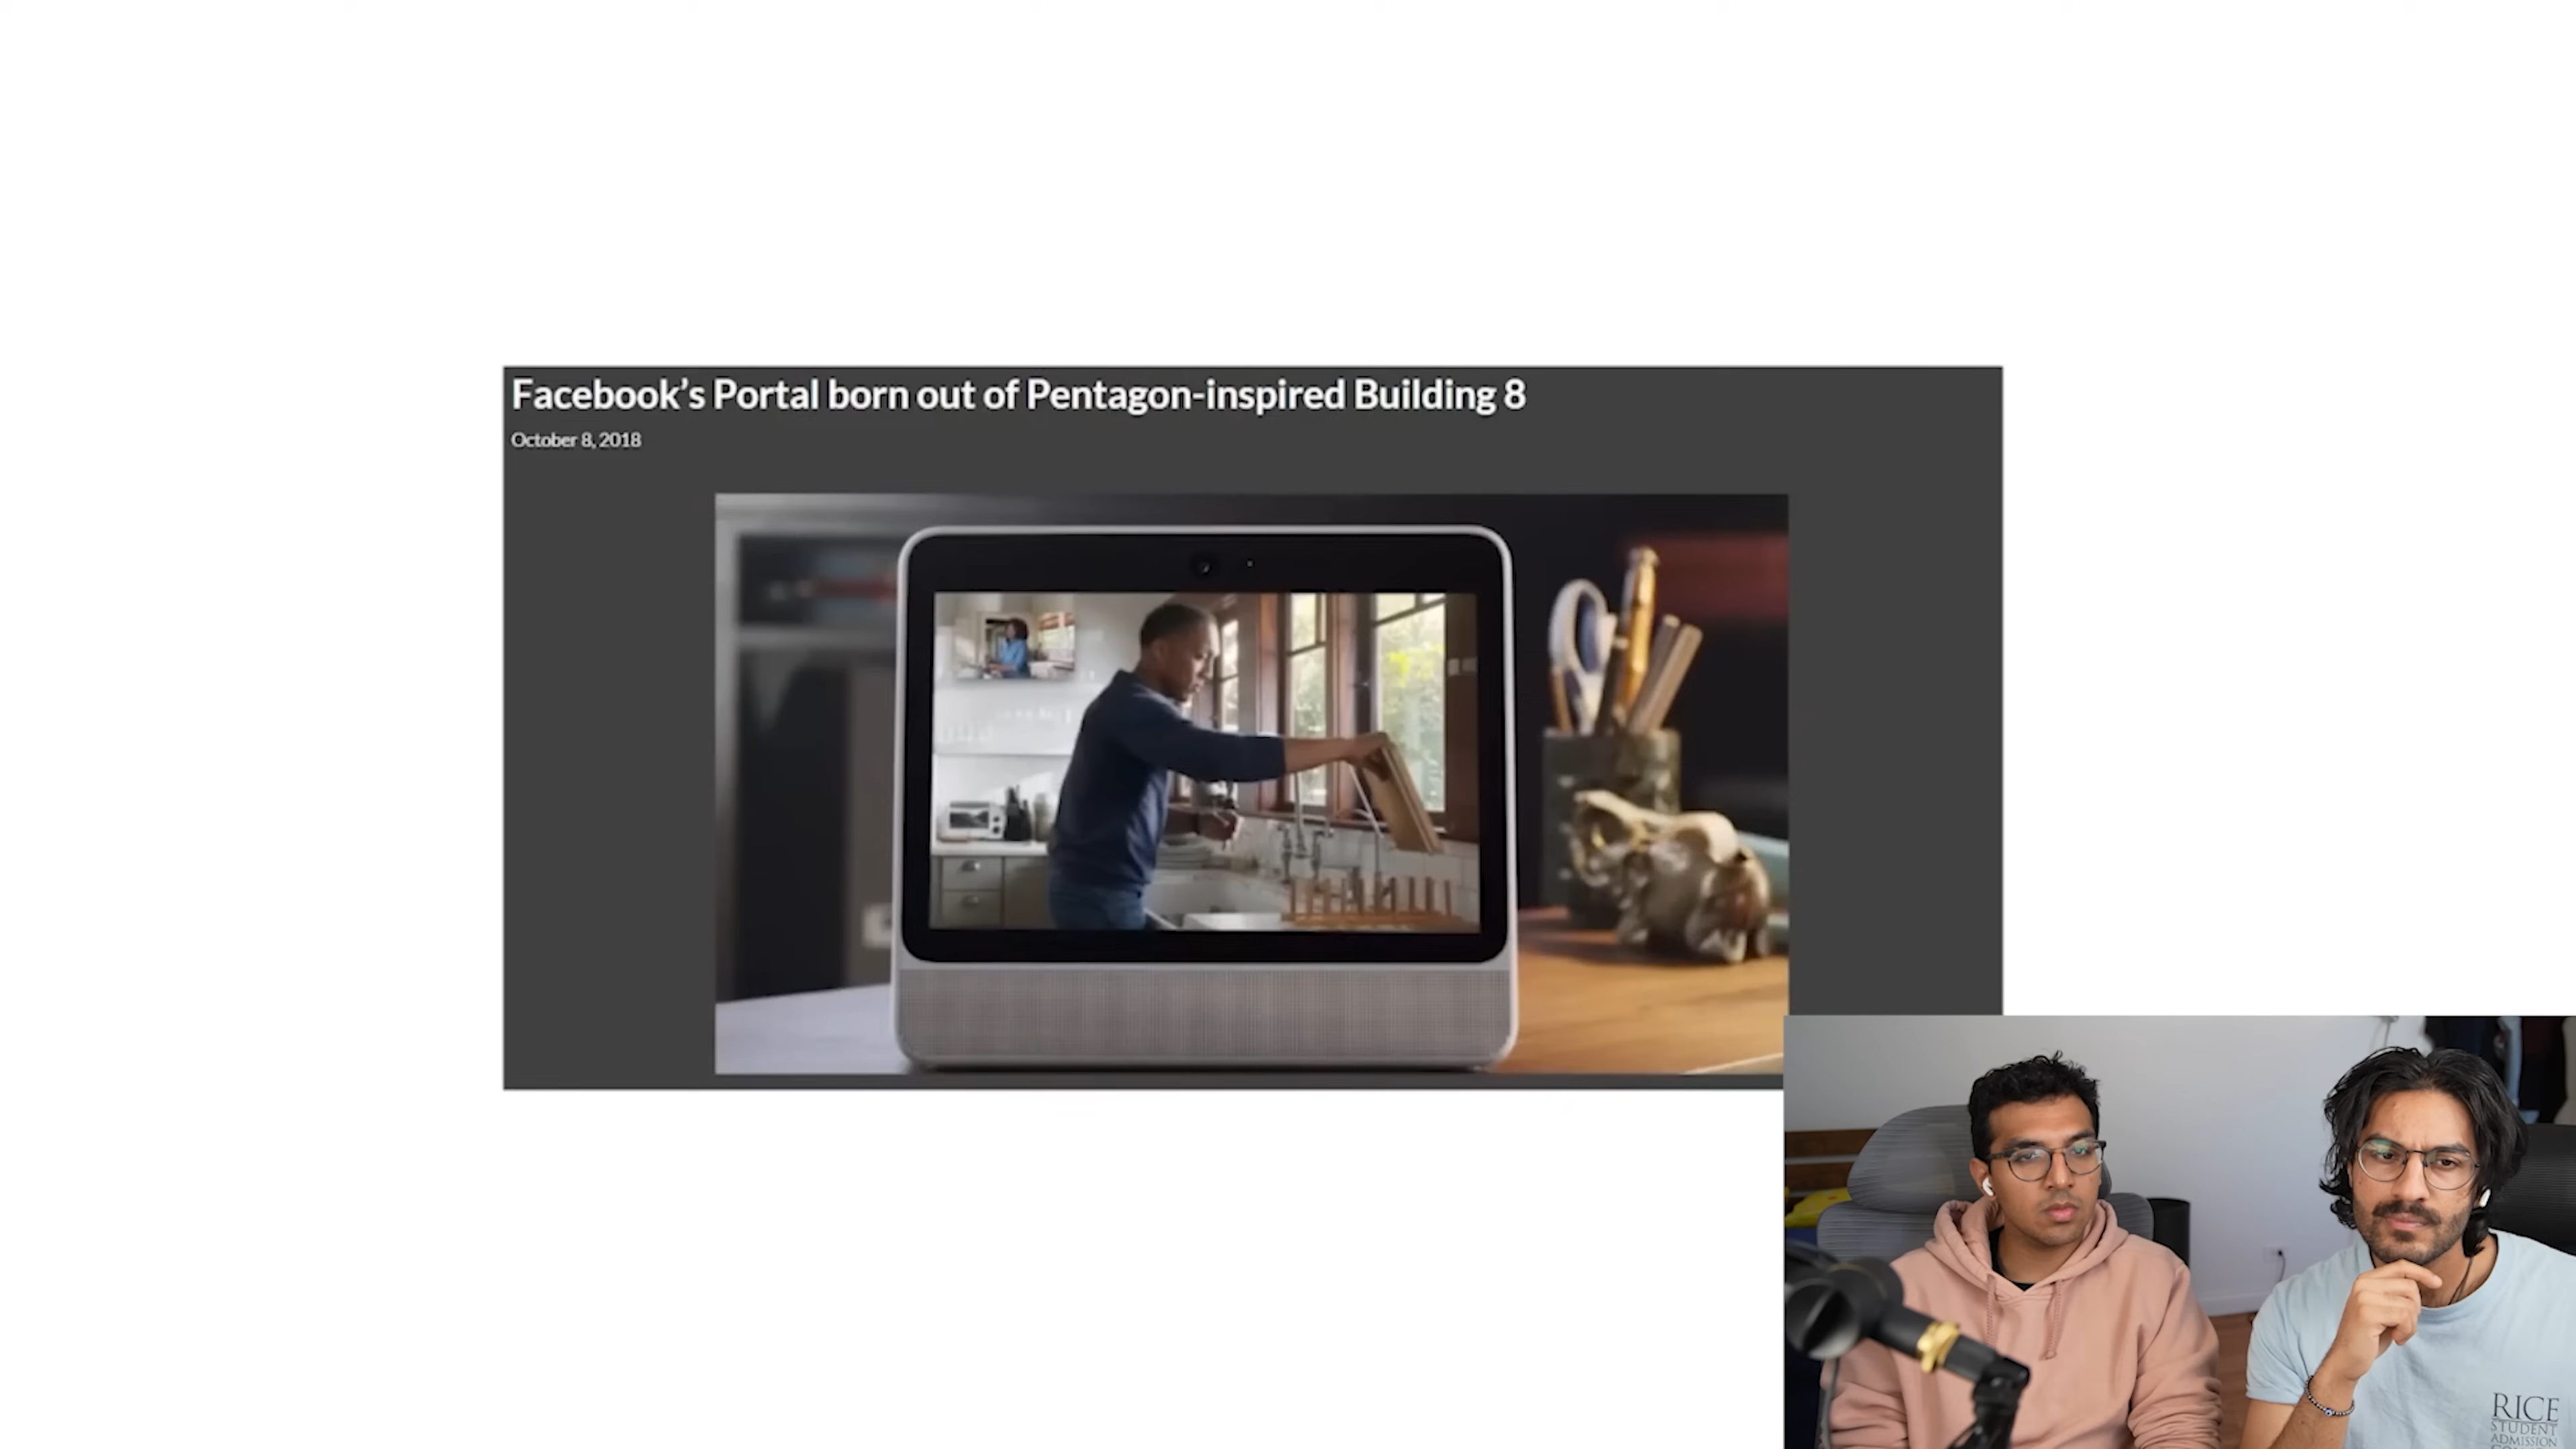 Facebook's Portal born out of Pentagon-inspired Building 8
October 8, 2018
RICE
STUDENT
ADMISSION